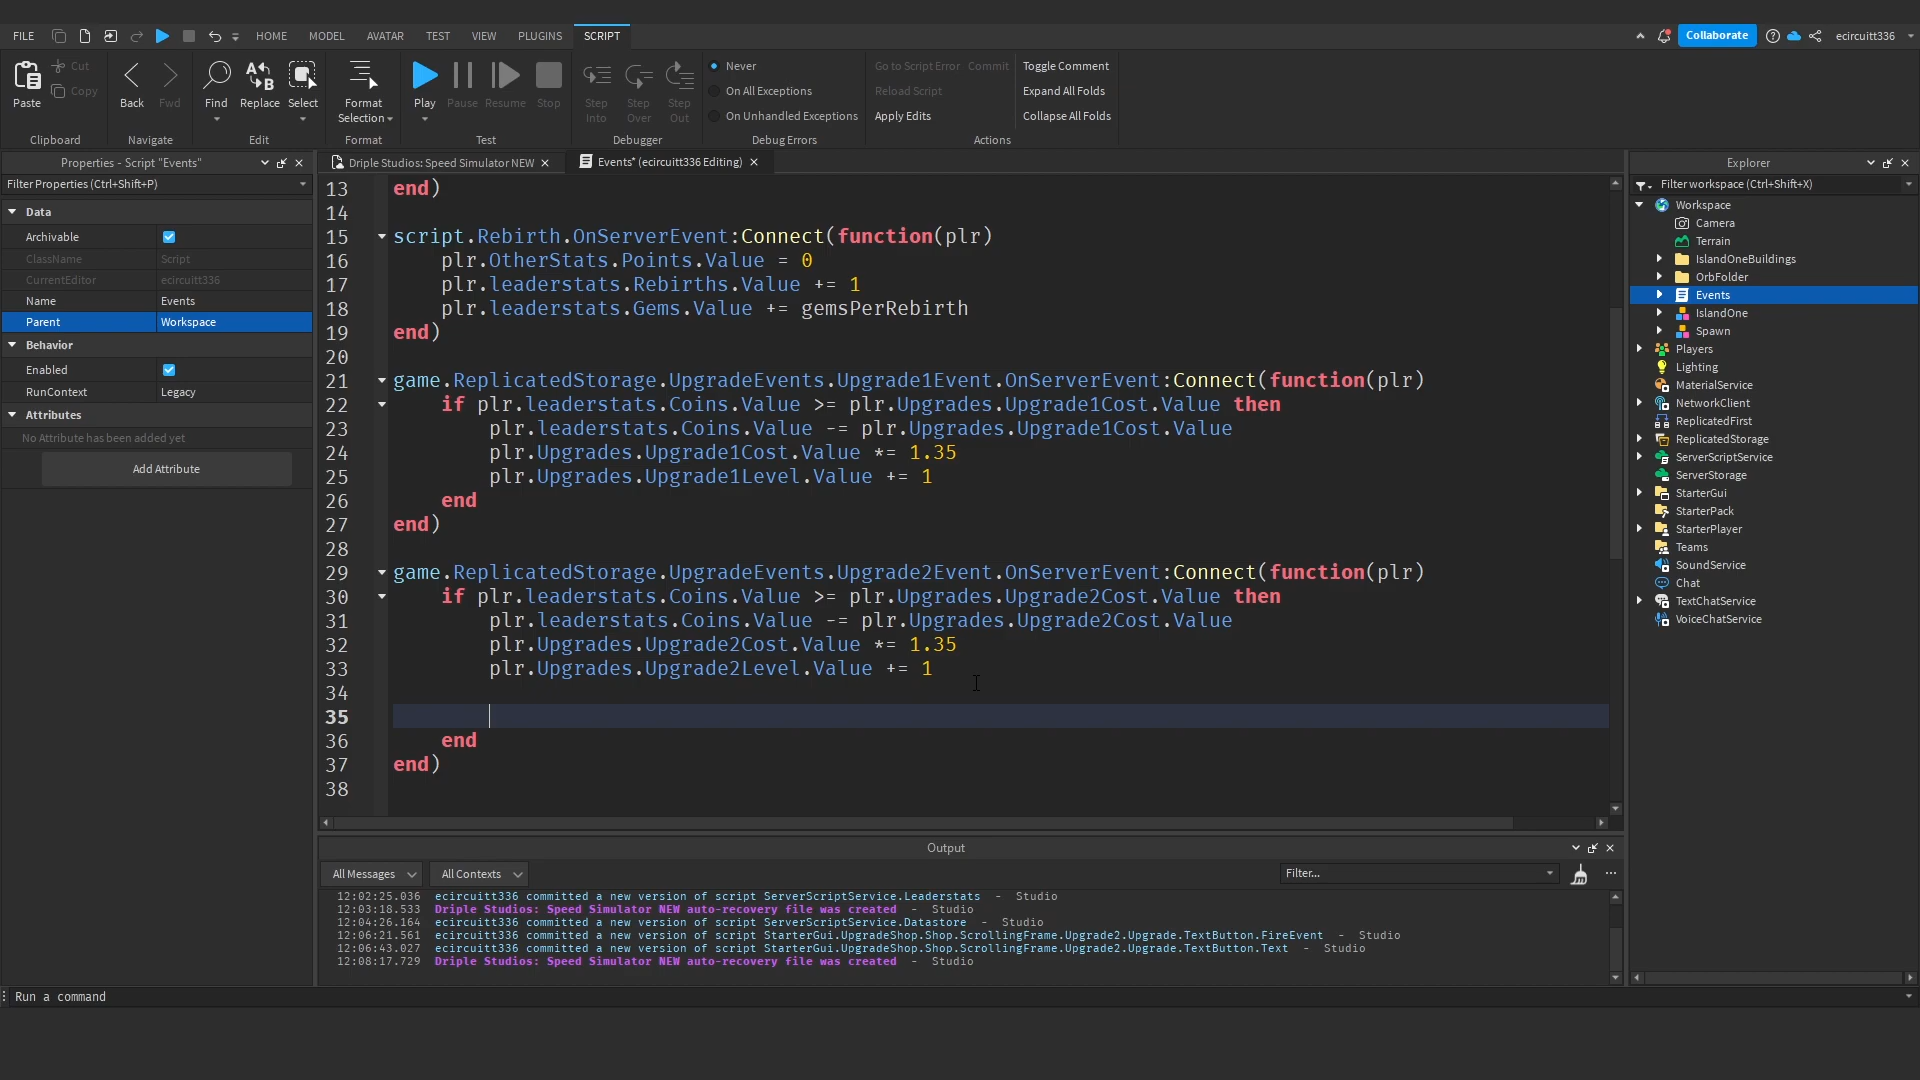 FILE
HOME
MODEL
AVATAR
TEST
VIEW
PLUGINS
SCRIPT
Collaborate
ecircuitt336
Paste
Cut
Copy
Clipboard
Back
Fwd
Navigate
Find
Replace
Select
Edit
Format
Selection
Format
Play
Pause
Resume
Stop
Test
Step
Into
Step
Over
Step
Out
Debugger
Never
On All Exceptions
On Unhandled Exceptions
Debug Errors
Go to Script Error
Commit
Reload Script
Apply Edits
Toggle Comment
Expand All Folds
Collapse All Folds
Actions
Properties - Script "Events"
Filter Properties (Ctrl+Shift+P)
Data
Archivable
ClassName Script
CurrentEditor ecircuitt336
Name Events
Parent Workspace
Behavior
Enabled
RunContext Legacy
Attributes
No Attribute has been added yet
Add Attribute
Driple Studios: Speed Simulator NEW
Events* (ecircuitt336 Editing)
13 end)
14
15 script.Rebirth.OnServerEvent:Connect(function(plr)
16 plr.OtherStats.Points.Value = 0
17 plr.leaderstats.Rebirths.Value += 1
18 plr.leaderstats.Gems.Value += gemsPerRebirth
19 end)
20
21 game.ReplicatedStorage.UpgradeEvents.Upgrade1Event.OnServerEvent:Connect(function(plr)
22 if plr.leaderstats.Coins.Value >= plr.Upgrades.Upgrade1Cost.Value then
23 plr.leaderstats.Coins.Value -= plr.Upgrades.Upgrade1Cost.Value
24 plr.Upgrades.Upgrade1Cost.Value *= 1.35
25 plr.Upgrades.Upgrade1Level.Value += 1
26 end
27 end)
28
29 game.ReplicatedStorage.UpgradeEvents.Upgrade2Event.OnServerEvent:Connect(function(plr)
30 if plr.leaderstats.Coins.Value >= plr.Upgrades.Upgrade2Cost.Value then
31 plr.leaderstats.Coins.Value -= plr.Upgrades.Upgrade2Cost.Value
32 plr.Upgrades.Upgrade2Cost.Value *= 1.35
33 plr.Upgrades.Upgrade2Level.Value += 1
34
35
36 end
37 end)
38
Output
All Messages
All Contexts
Filter...
12:02:25.036 ecircuitt336 committed a new version of script ServerScriptService.Leaderstats - Studio
12:03:18.533 Driple Studios: Speed Simulator NEW auto-recovery file was created - Studio
12:04:26.164 ecircuitt336 committed a new version of script ServerScriptService.Datastore - Studio
12:06:21.561 ecircuitt336 committed a new version of script StarterGui.UpgradeShop.Shop.ScrollingFrame.Upgrade2.Upgrade.TextButton.FireEvent - Studio
12:06:43.027 ecircuitt336 committed a new version of script StarterGui.UpgradeShop.Shop.ScrollingFrame.Upgrade2.Upgrade.TextButton.Text - Studio
12:08:17.729 Driple Studios: Speed Simulator NEW auto-recovery file was created - Studio
Explorer
Filter workspace (Ctrl+Shift+X)
Workspace
Camera
Terrain
IslandOneBuildings
OrbFolder
Events
IslandOne
Spawn
Players
Lighting
MaterialService
NetworkClient
ReplicatedFirst
ReplicatedStorage
ServerScriptService
ServerStorage
StarterGui
StarterPack
StarterPlayer
Teams
SoundService
Chat
TextChatService
VoiceChatService
Run a command